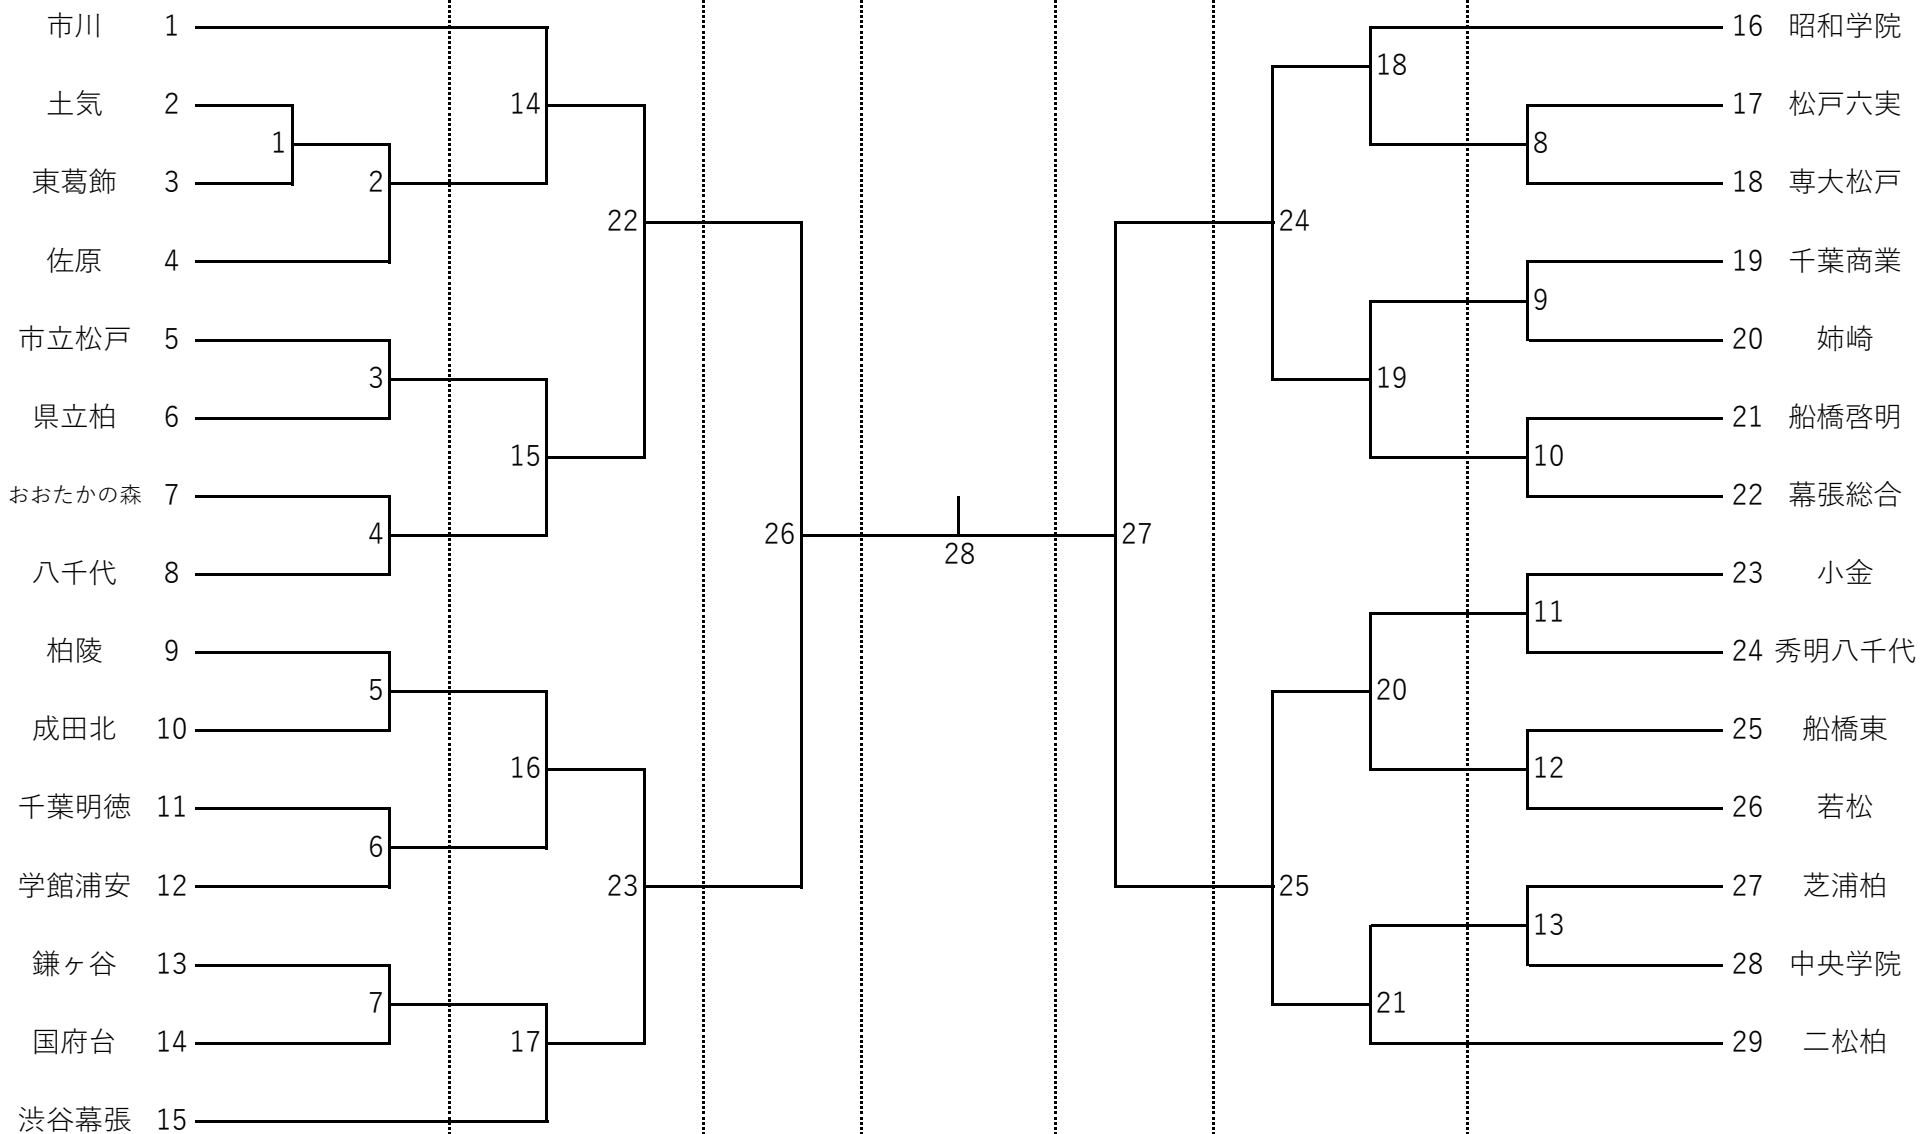 市川 1
土気 2
東葛飾 3
佐原 4
市立松戸 5
県立柏 6
おおたかの森 7
八千代 8
柏陵 9
成田北 10
千葉明徳 11
学館浦安 12
鎌ヶ谷 13
国府台 14
渋谷幕張 15
1
2
3
4
5
6
7
14
15
16
17
22
23
26
28
27
24
25
18
19
20
21
8
9
10
11
12
13
16 昭和学院
17 松戸六実
18 専大松戸
19 千葉商業
20 姉崎
21 船橋啓明
22 幕張総合
23 小金
24 秀明八千代
25 船橋東
26 若松
27 芝浦柏
28 中央学院
29 二松柏